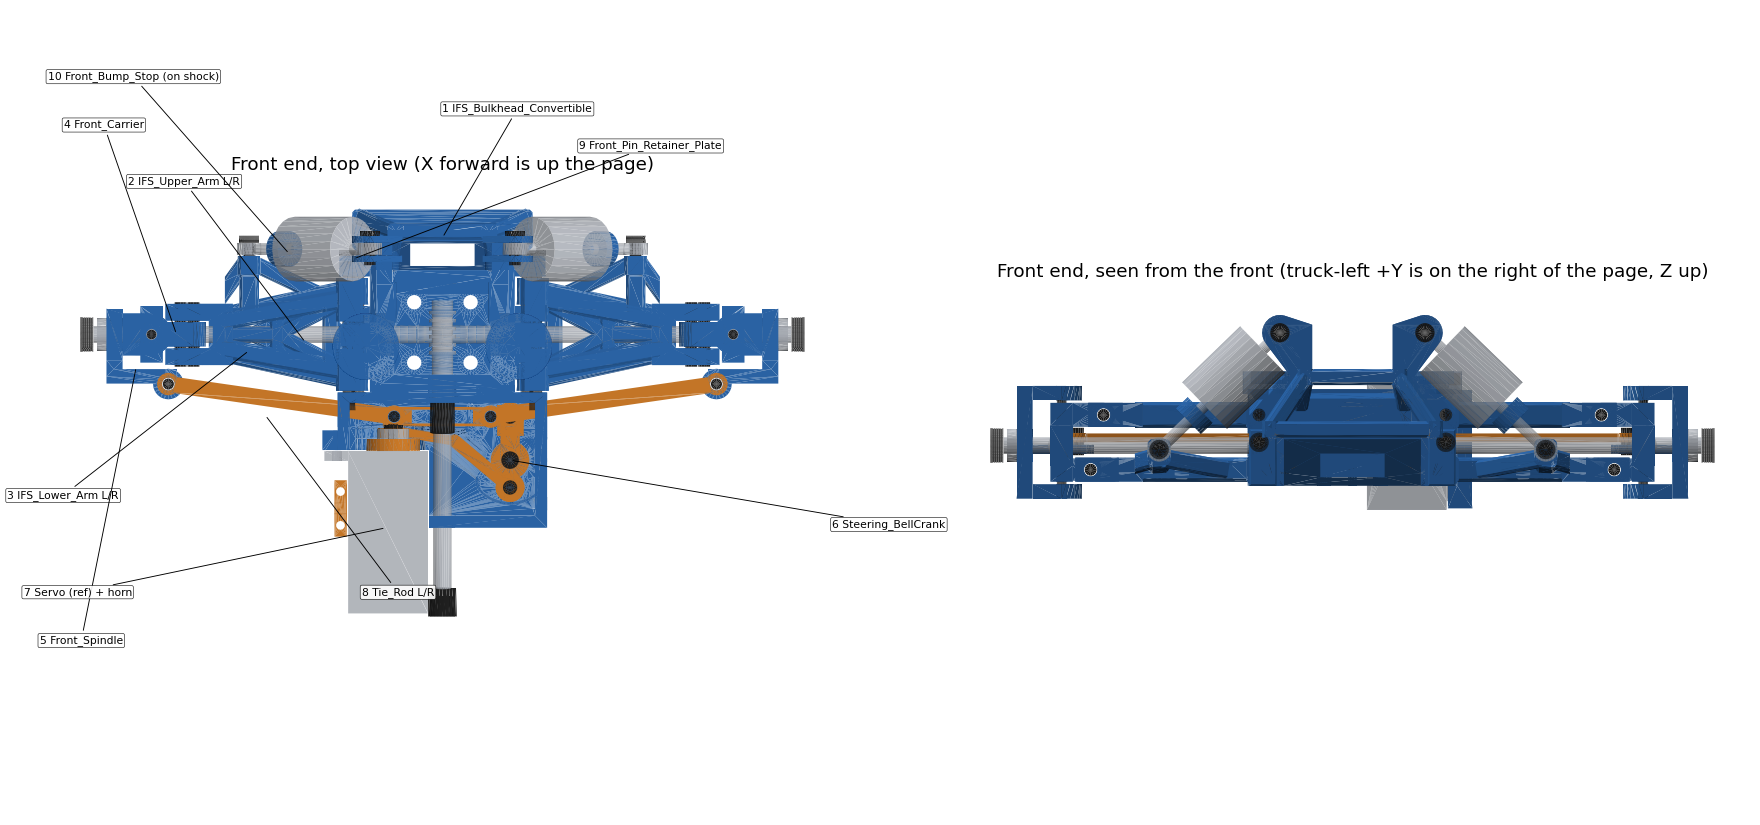 10 Front_Bump_Stop (on shock)
1 IFS_Bulkhead_Convertible
4 Front_Carrier
9 Front_Pin_Retainer_Plate
Front end, top view (X forward is up the page)
2 IFS_Upper_Arm L/R
Front end, seen from the front (truck-left +Y is on the right of the page, Z up)
3 IFS_Lower_Arm L/R
6 Steering_BellCrank
7 Servo (ref) + horn
8 Tie_Rod L/R
5 Front_Spindle